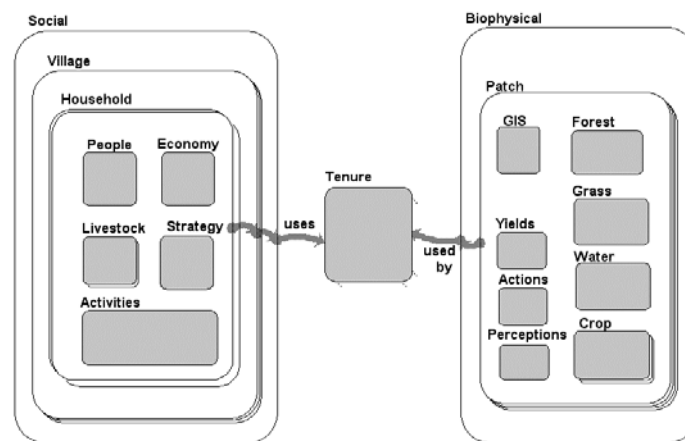 Social
Village
Household
People
Economy
Livestock
Strategy
Activities
uses
Tenure
used
by
Biophysical
Patch
GIS
Forest
Grass
Yields
Water
Actions
Crop
Perceptions